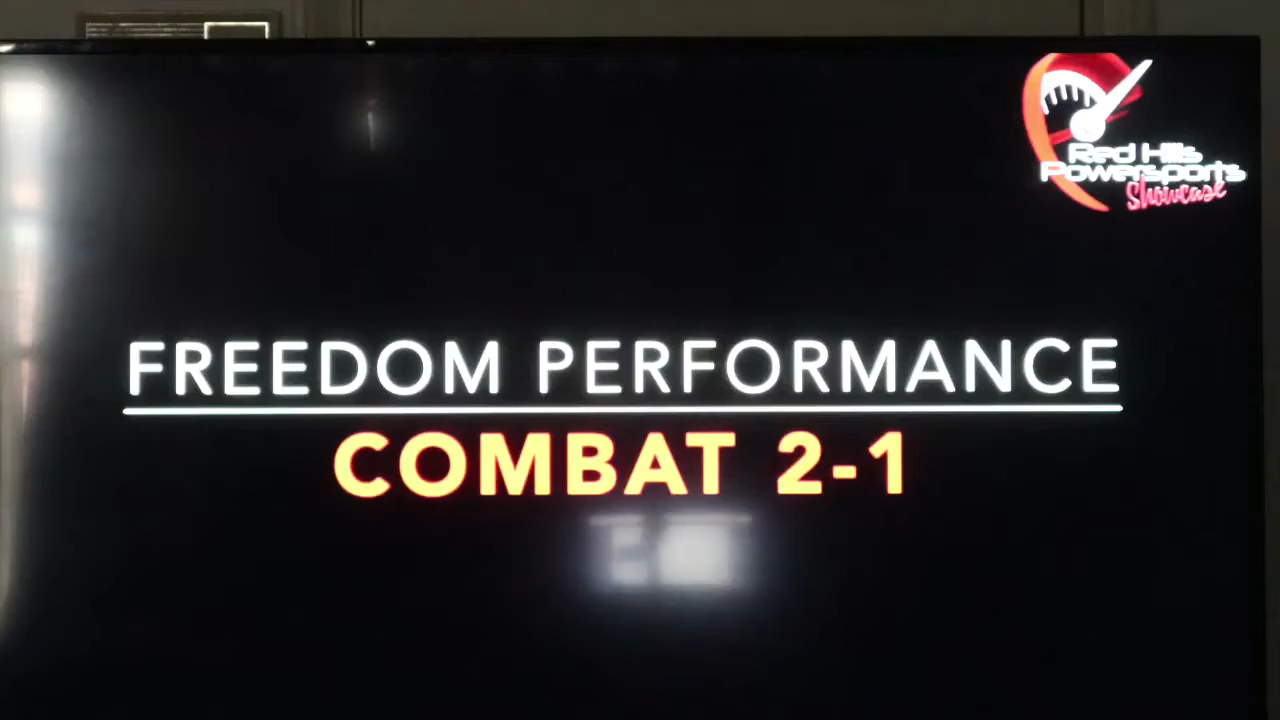 Red Hills
Powersports
Showcase
FREEDOM PERFORMANCE
COMBAT 2-1